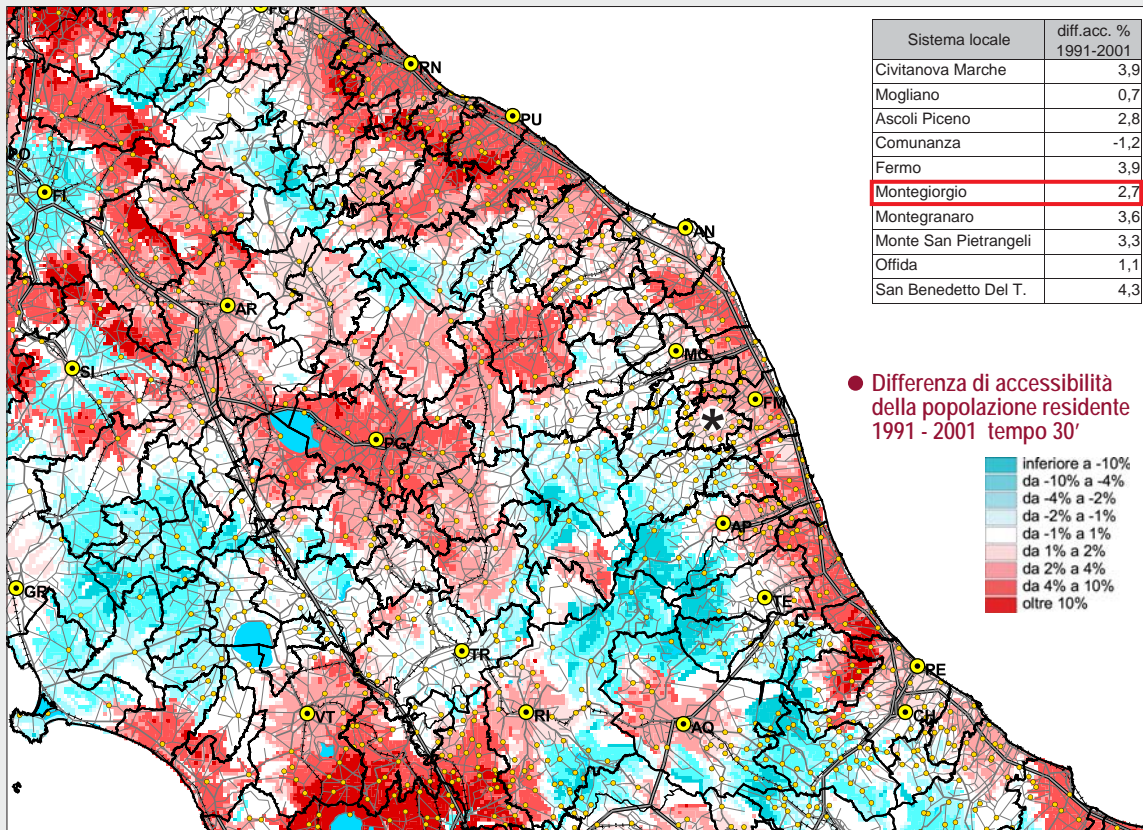 Sistema locale diff.acc. % 1991-2001
Civitanova Marche 3,9
Mogliano 0,7
Ascoli Piceno 2,8
Comunanza -1,2
Fermo 3,9
Montegiorgio 2,7
Montegranaro 3,6
Monte San Pietrangeli 3,3
Offida 1,1
San Benedetto Del T. 4,3
● Differenza di accessibilità
della popolazione residente
1991 - 2001 tempo 30'
inferiore a -10%
da -10% a -4%
da -4% a -2%
da -2% a -1%
da -1% a 1%
da 1% a 2%
da 2% a 4%
da 4% a 10%
oltre 10%
RN
PU
FI
AN
AR
MC
SI
FM
*
PG
AP
GR
TE
TR
PE
VT
RI
AQ
CH